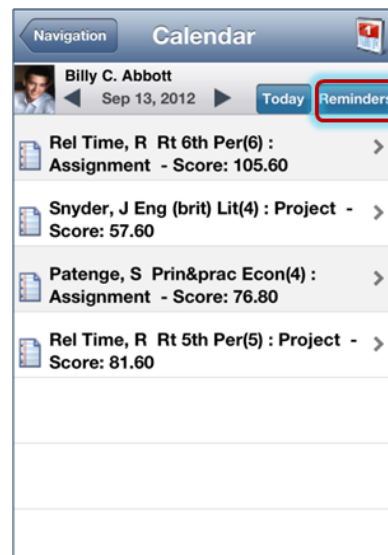 Navigation Calendar 1
Billy C. Abbott
Sep 13, 2012 Today Reminders
Rel Time, R Rt 6th Per(6) :
Assignment - Score: 105.60
Snyder, J Eng (brit) Lit(4) : Project -
Score: 57.60
Patenge, S Prin&prac Econ(4) :
Assignment - Score: 76.80
Rel Time, R Rt 5th Per(5) : Project -
Score: 81.60